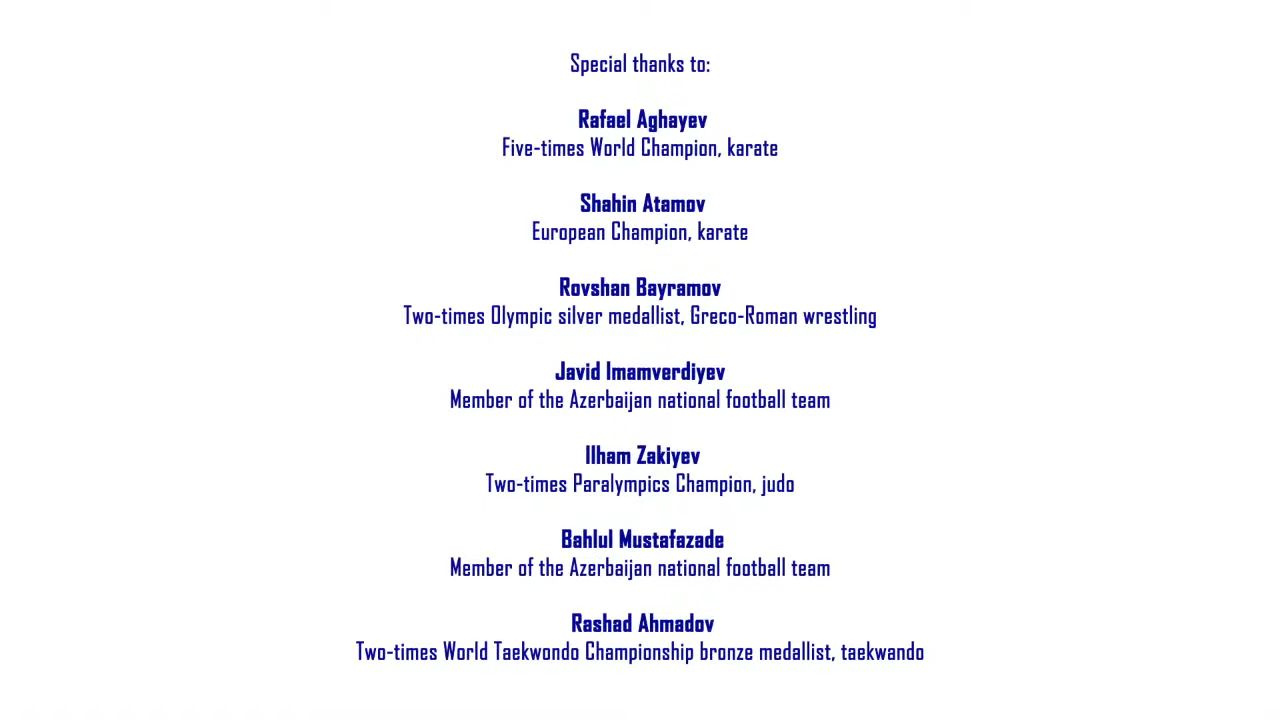 Special thanks to:
Rafael Aghayev
Five-times World Champion, karate
Shahin Atamov
European Champion, karate
Rovshan Bayramov
Two-times Olympic silver medallist, Greco-Roman wrestling
Javid Imamverdiyev
Member of the Azerbaijan national football team
Ilham Zakiyev
Two-times Paralympics Champion, judo
Bahlul Mustafazade
Member of the Azerbaijan national football team
Rashad Ahmadov
Two-times World Taekwondo Championship bronze medallist, taekwando